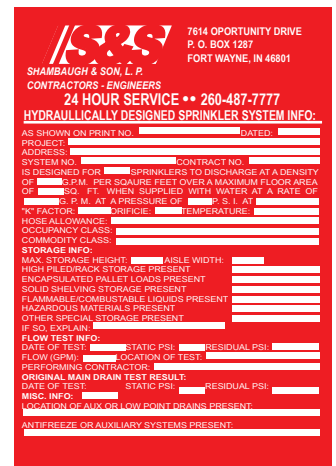 S&S
7614 OPORTUNITY DRIVE
P. O. BOX 1287
FORT WAYNE, IN 46801
SHAMBAUGH & SON, L. P.
CONTRACTORS - ENGINEERS
24 HOUR SERVICE •• 260-487-7777
HYDRAULLICALLY DESIGNED SPRINKLER SYSTEM INFO:
AS SHOWN ON PRINT NO. DATED:
PROJECT:
ADDRESS:
SYSTEM NO. CONTRACT NO.
IS DESIGNED FOR SPRINKLERS TO DISCHARGE AT A DENSITY
OF G.P.M. PER SQAURE FEET OVER A MAXIMUM FLOOR AREA
OF SQ. FT. WHEN SUPPLIED WITH WATER AT A RATE OF
G. P. M. AT A PRESSURE OF P. S. I. AT
"K" FACTOR: ORIFICIE: TEMPERATURE:
HOSE ALLOWANCE:
OCCUPANCY CLASS:
COMMODITY CLASS:
STORAGE INFO:
MAX. STORAGE HEIGHT: AISLE WIDTH:
HIGH PILED/RACK STORAGE PRESENT
ENCAPSULATED PALLET LOADS PRESENT
SOLID SHELVING STORAGE PRESENT
FLAMMABLE/COMBUSTABLE LIQUIDS PRESENT
HAZARDOUS MATERIALS PRESENT
OTHER SPECIAL STORAGE PRESENT
IF SO, EXPLAIN:
FLOW TEST INFO:
DATE OF TEST: STATIC PSI: RESIDUAL PSI:
FLOW (GPM): LOCATION OF TEST:
PERFORMING CONTRACTOR:
ORIGINAL MAIN DRAIN TEST RESULT:
DATE OF TEST: STATIC PSI: RESIDUAL PSI:
MISC. INFO:
LOCATION OF AUX OR LOW POINT DRAINS PRESENT:
ANTIFREEZE OR AUXILIARY SYSTEMS PRESENT: